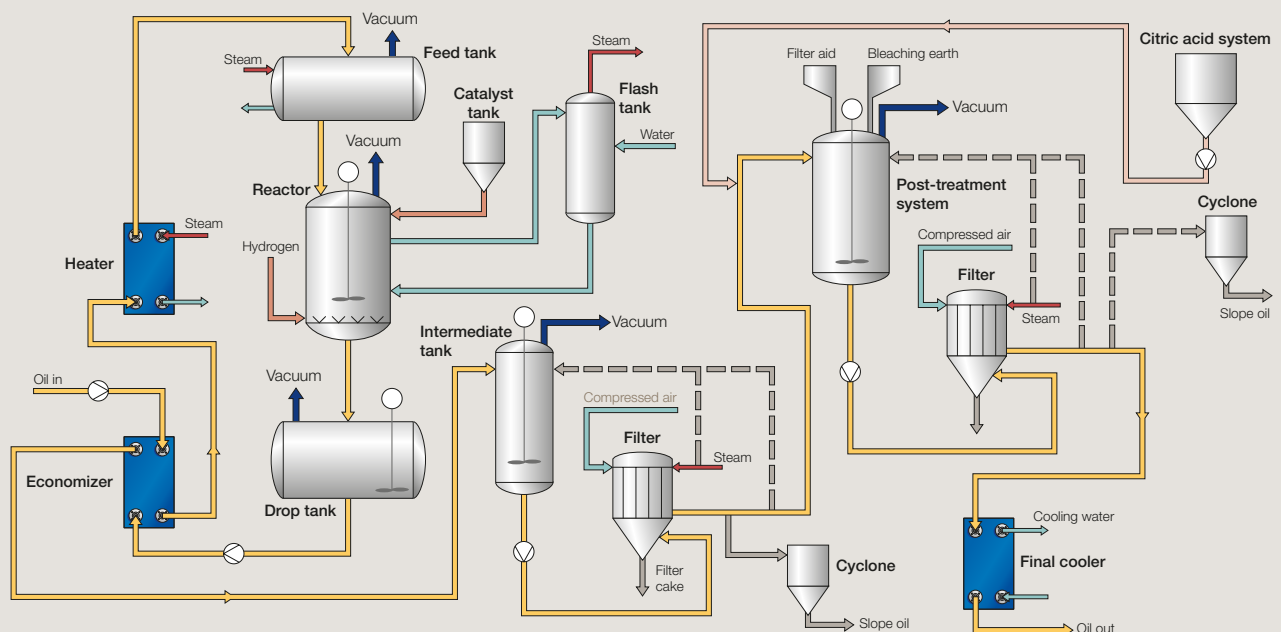 Vacuum
Feed tank
Steam
Steam
Flash
tank
Catalyst
tank
Water
Vacuum
Reactor
Hydrogen
Steam
Heater
Oil in
Economizer
Vacuum
Drop tank
Intermediate
tank
Vacuum
Compressed air
Filter
Steam
Filter
cake
Cyclone
Slope oil
Filter aid
Bleaching earth
Vacuum
Post-treatment
system
Citric acid system
Cyclone
Slope oil
Compressed air
Filter
Steam
Cooling water
Final cooler
Oil out